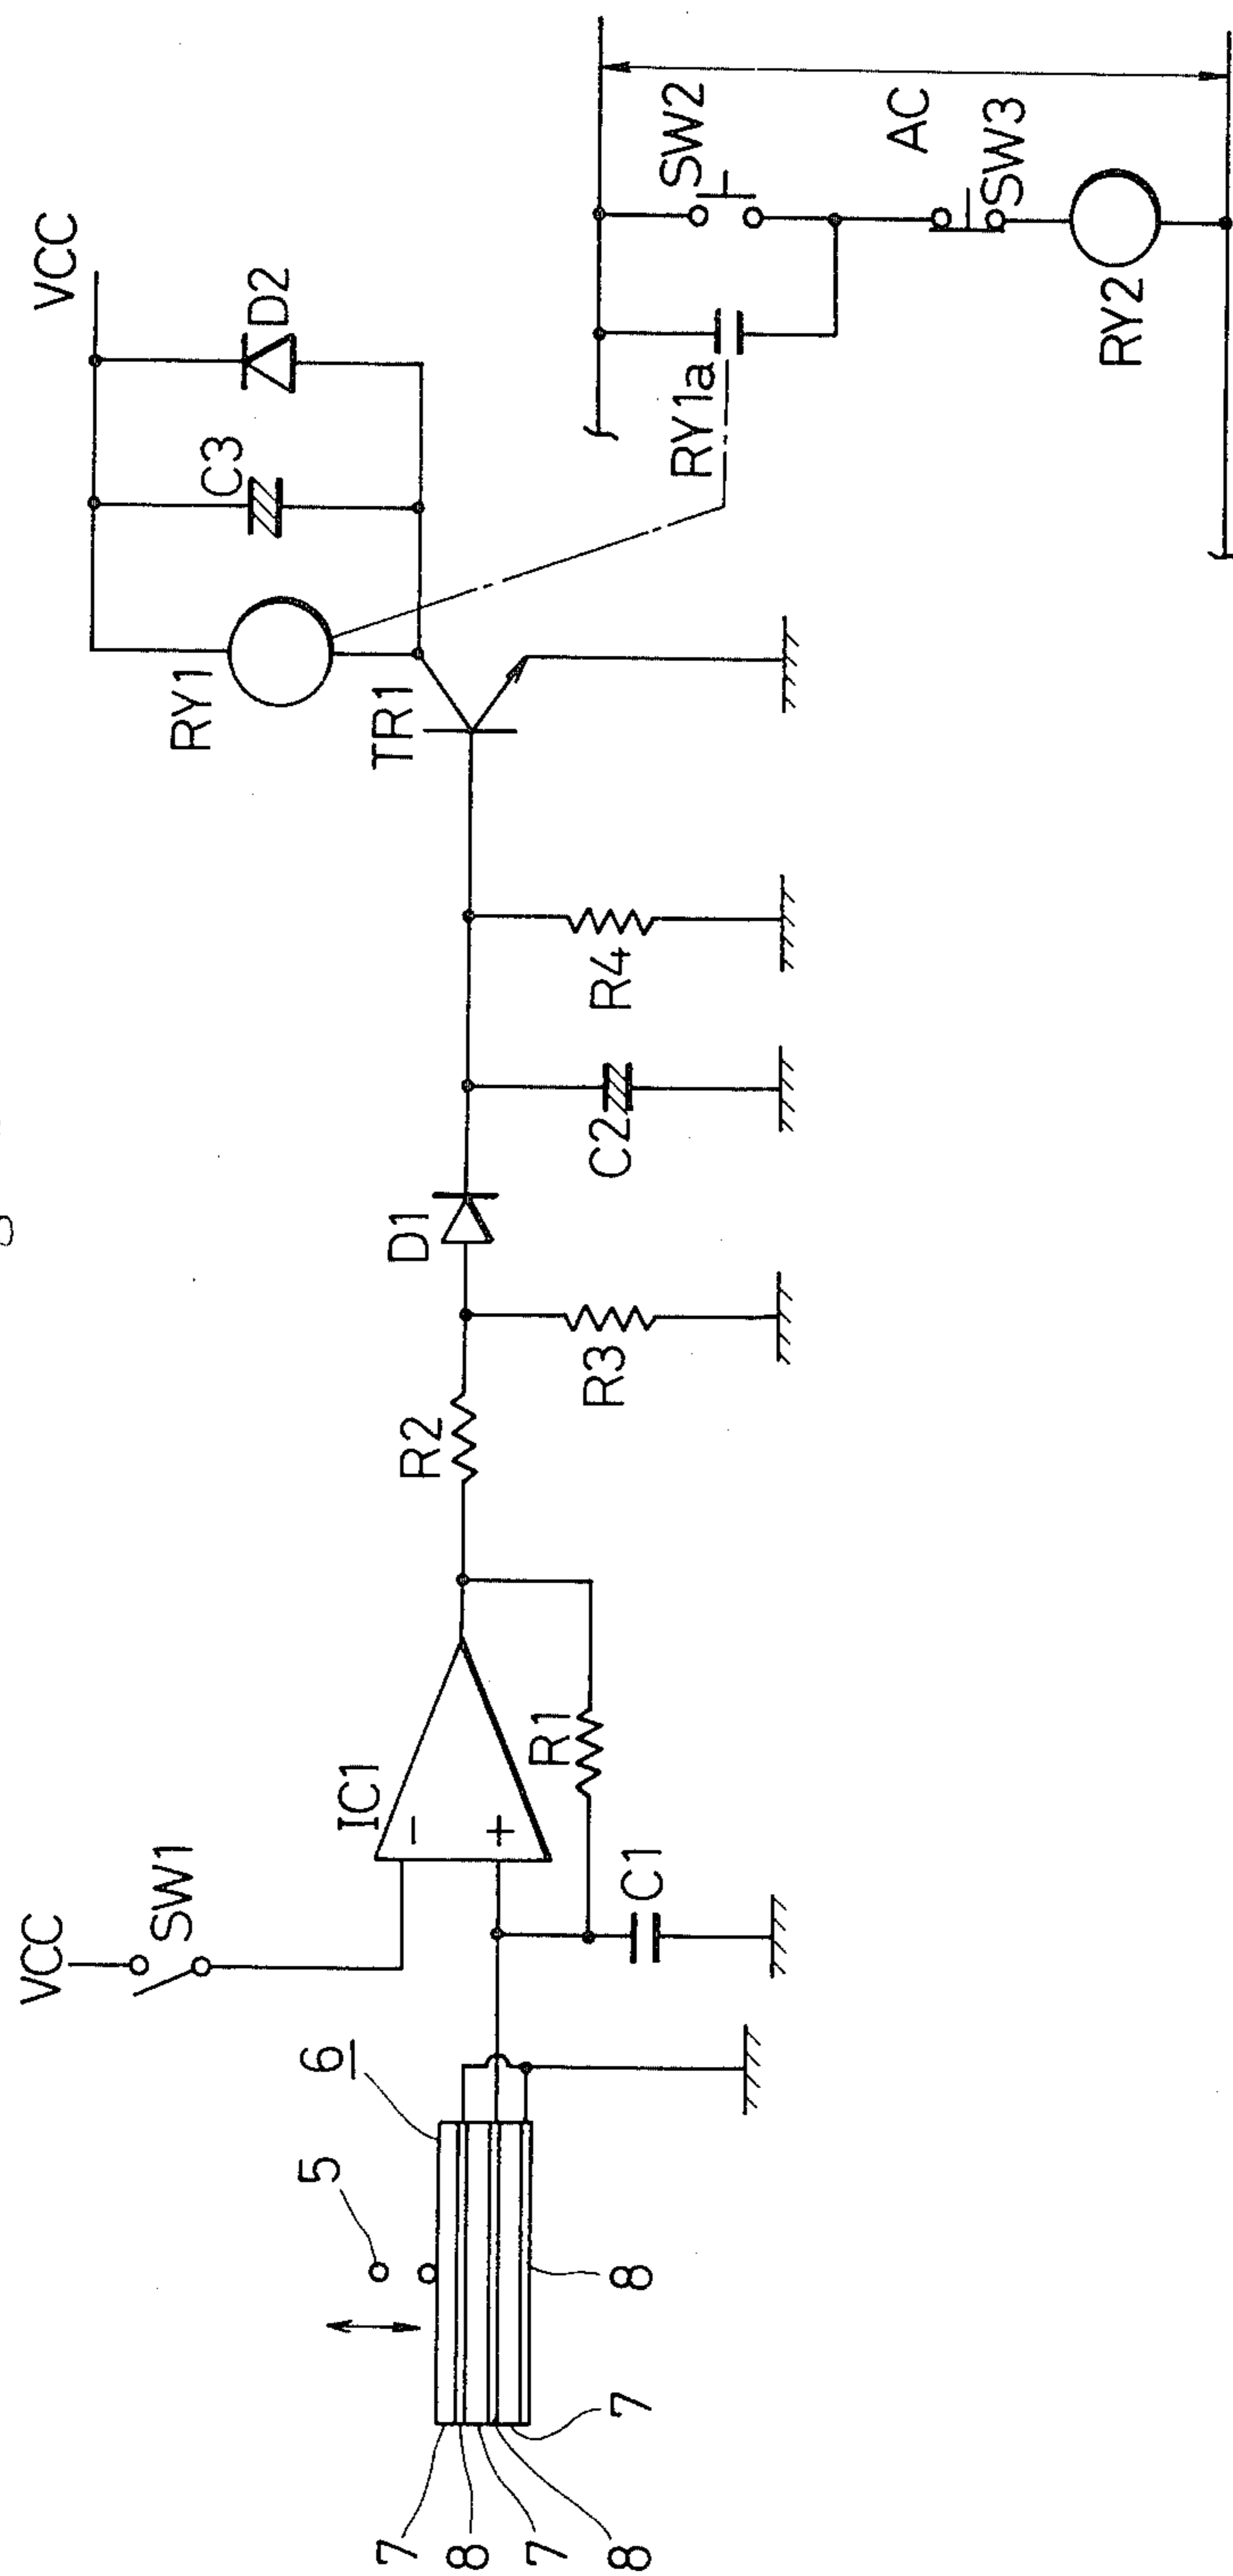 VCC
SW1
IC1
−
+
R1
C1
5
6
7
8
7
8
7
8
R2
R3
D1
C2
R4
TR1
RY1
C3
D2
VCC
RY1a
SW2
AC
SW3
RY2